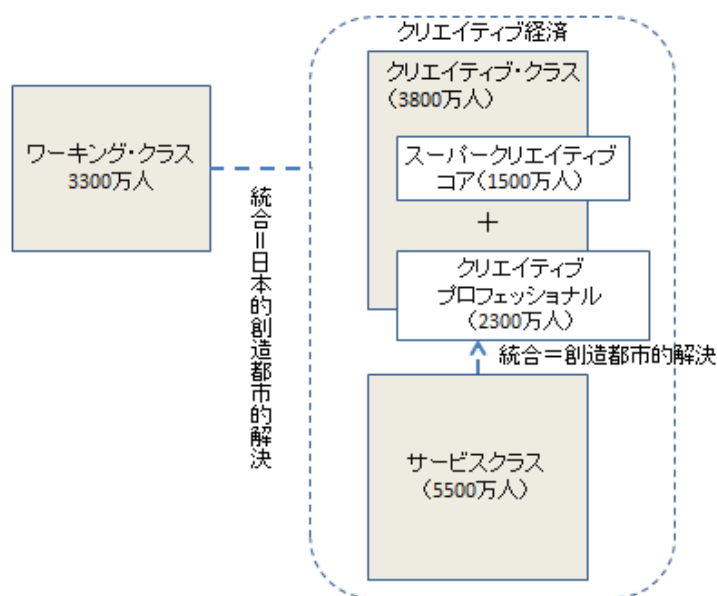 クリエイティブ経済
クリエイティブ・クラス
(3800万人)
ワーキング・クラス
3300万人
スーパークリエイティブ
コア(1500万人)
+
クリエイティブ
プロフェッショナル
(2300万人)
統合=日本的創造都市的解決
統合=創造都市的解決
サービスクラス
(5500万人)